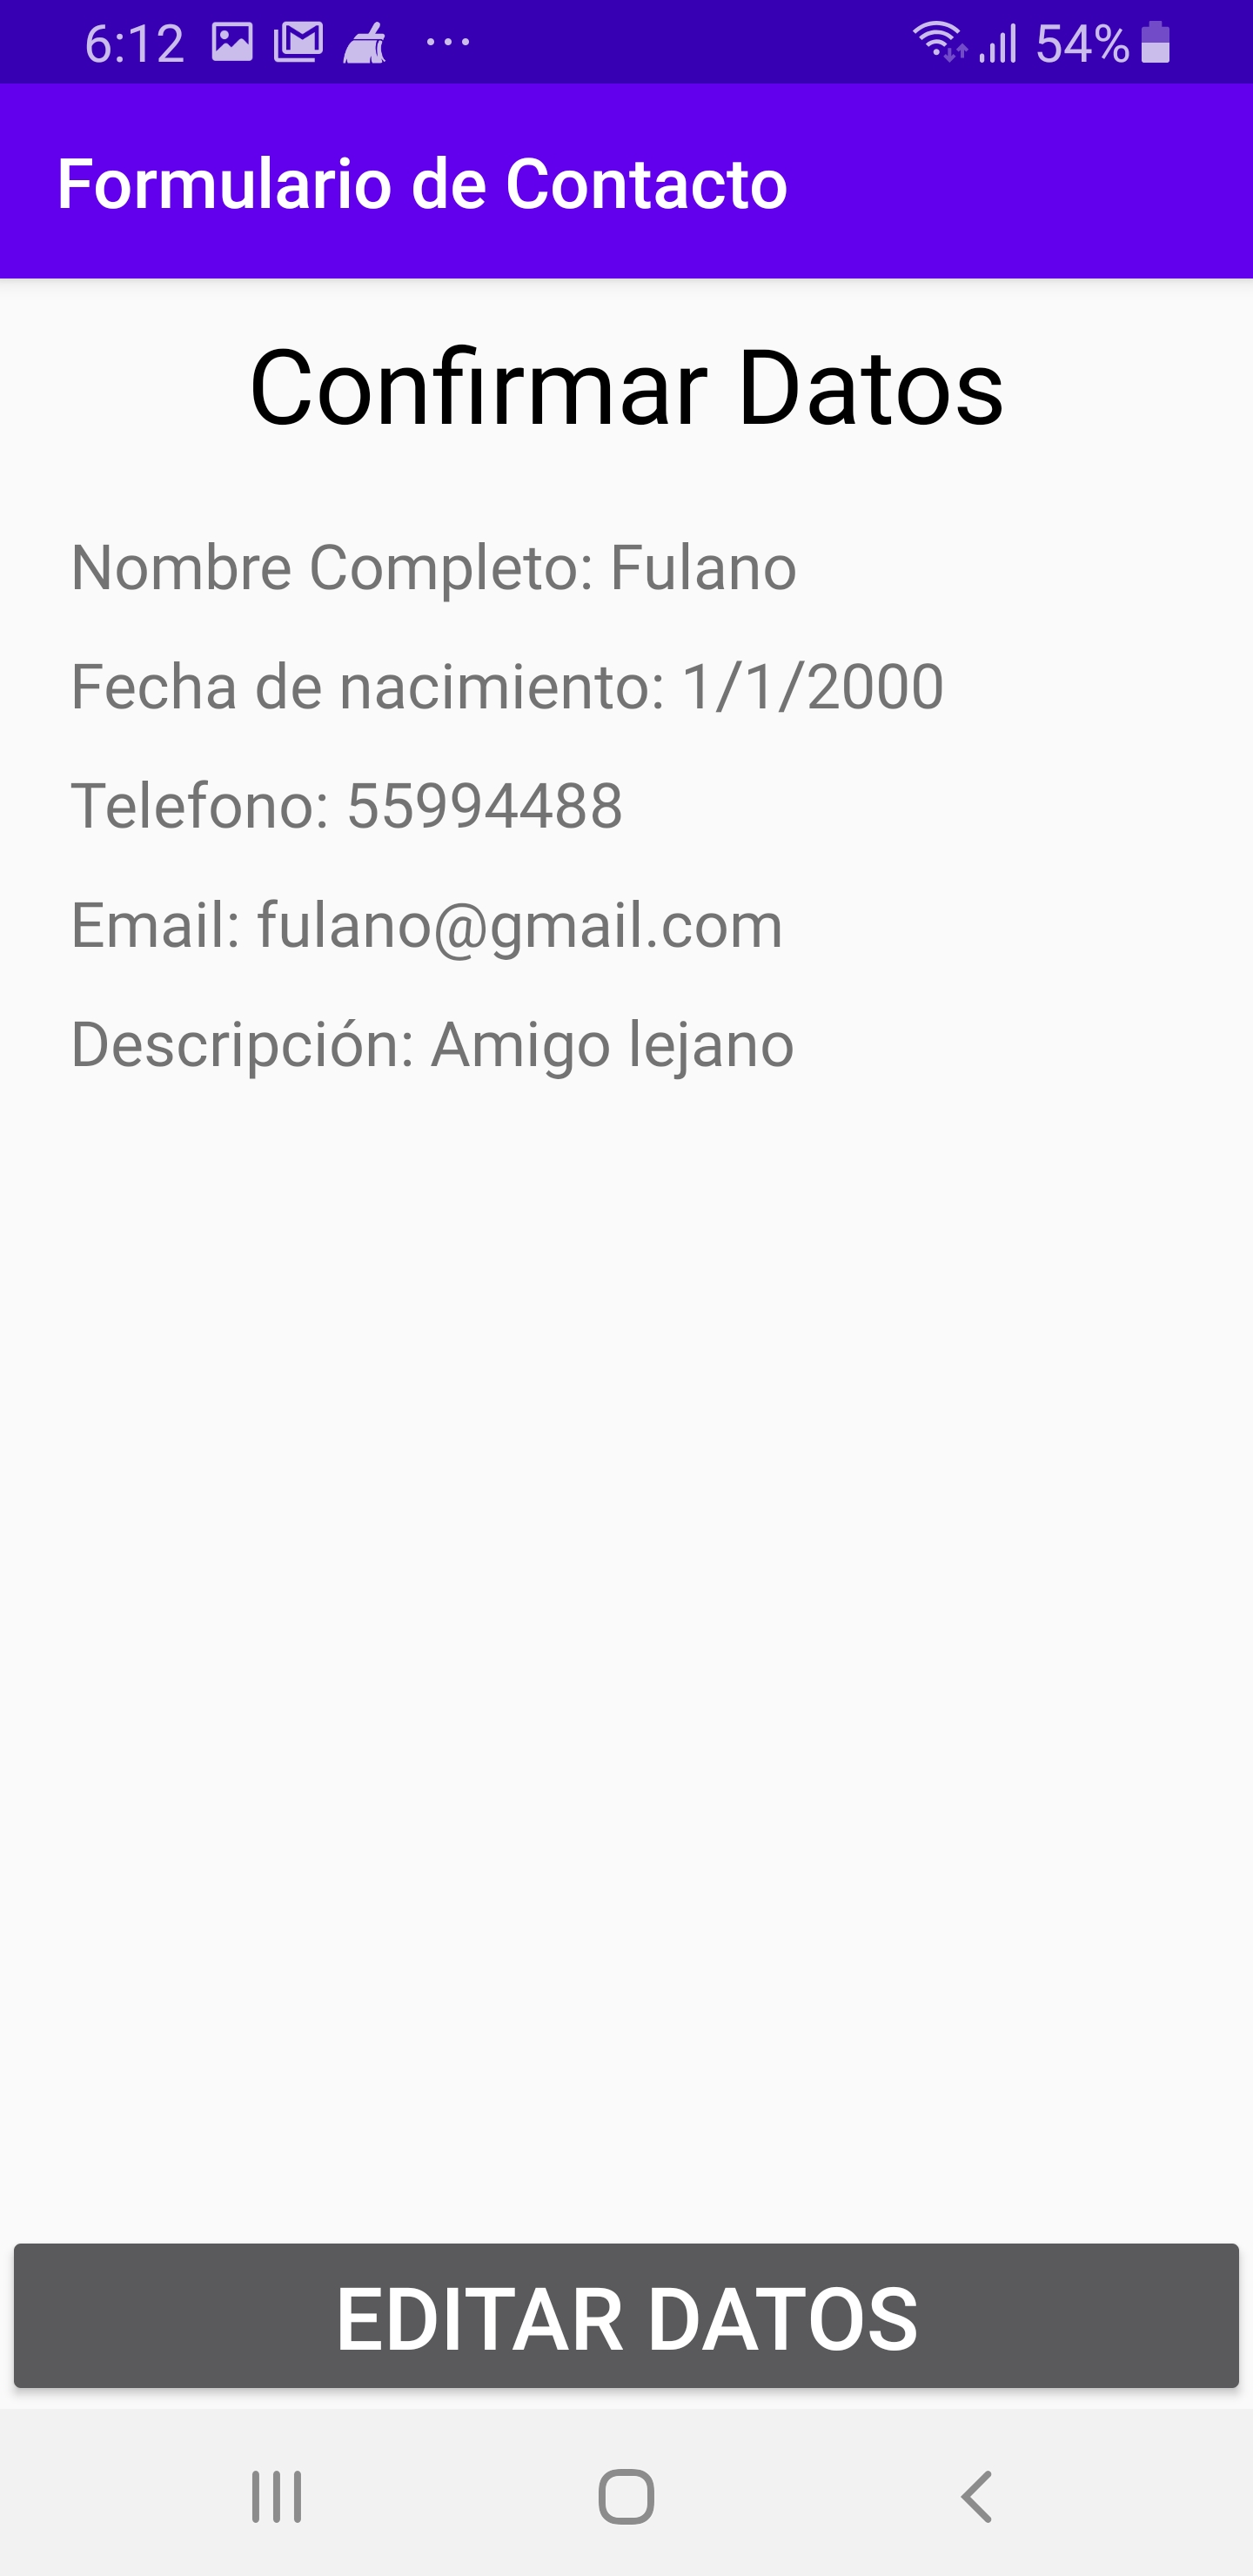 6:12 ... 54%
Formulario de Contacto
Confirmar Datos
Nombre Completo: Fulano
Fecha de nacimiento: 1/1/2000
Telefono: 55994488
Email: fulano@gmail.com
Descripción: Amigo lejano
EDITAR DATOS